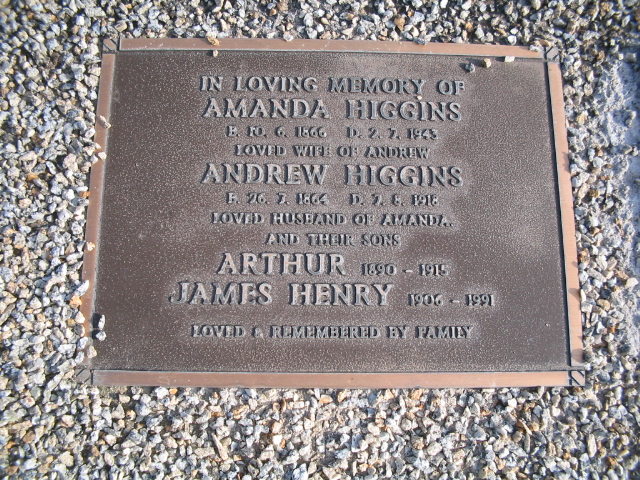 IN LOVING MEMORY OF
AMANDA HIGGINS
B. 10. 6. 1866 D. 2. 7. 1943
LOVED WIFE OF ANDREW
ANDREW HIGGINS
B. 26. 7. 1864 D. 7. 8. 1918
LOVED HUSBAND OF AMANDA.
AND THEIR SONS
ARTHUR 1890 - 1915
JAMES HENRY 1906 - 1991
LOVED & REMEMBERED BY FAMILY